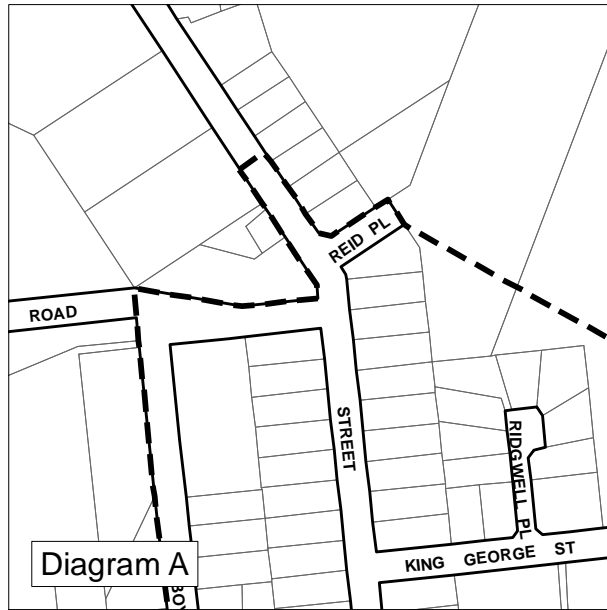 REID PL
ROAD
STREET
RIDGWELL PL
KING GEORGE ST
Diagram A